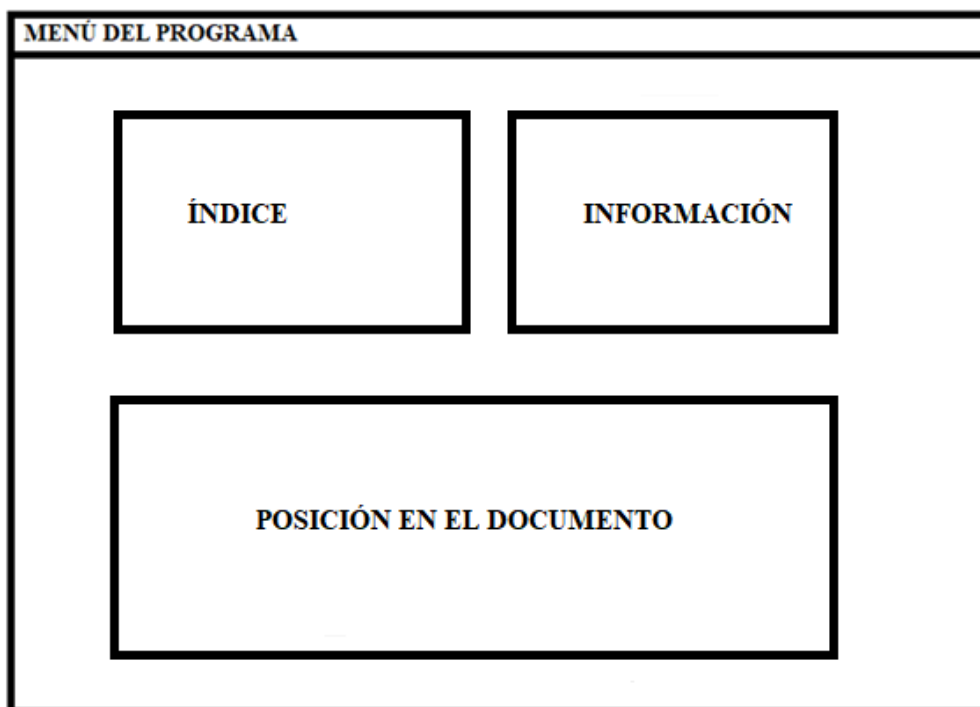 MENÚ DEL PROGRAMA
ÍNDICE
INFORMACIÓN
POSICIÓN EN EL DOCUMENTO